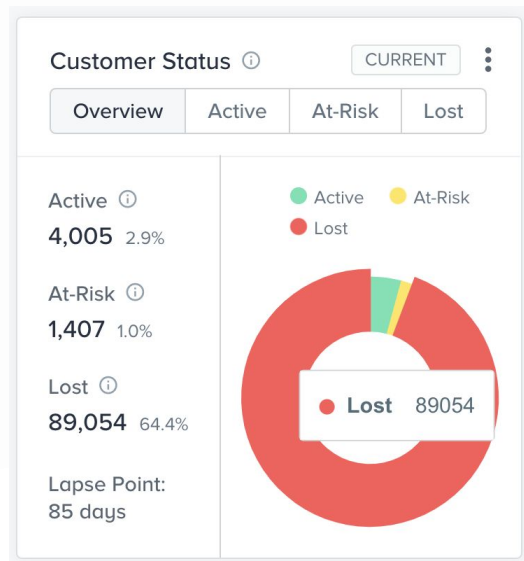 Customer Status
CURRENT
Overview Active At-Risk Lost
Active
4,005 2.9%
At-Risk
1,407 1.0%
Lost
89,054 64.4%
Lapse Point:
85 days
Active At-Risk
Lost
Lost 89054